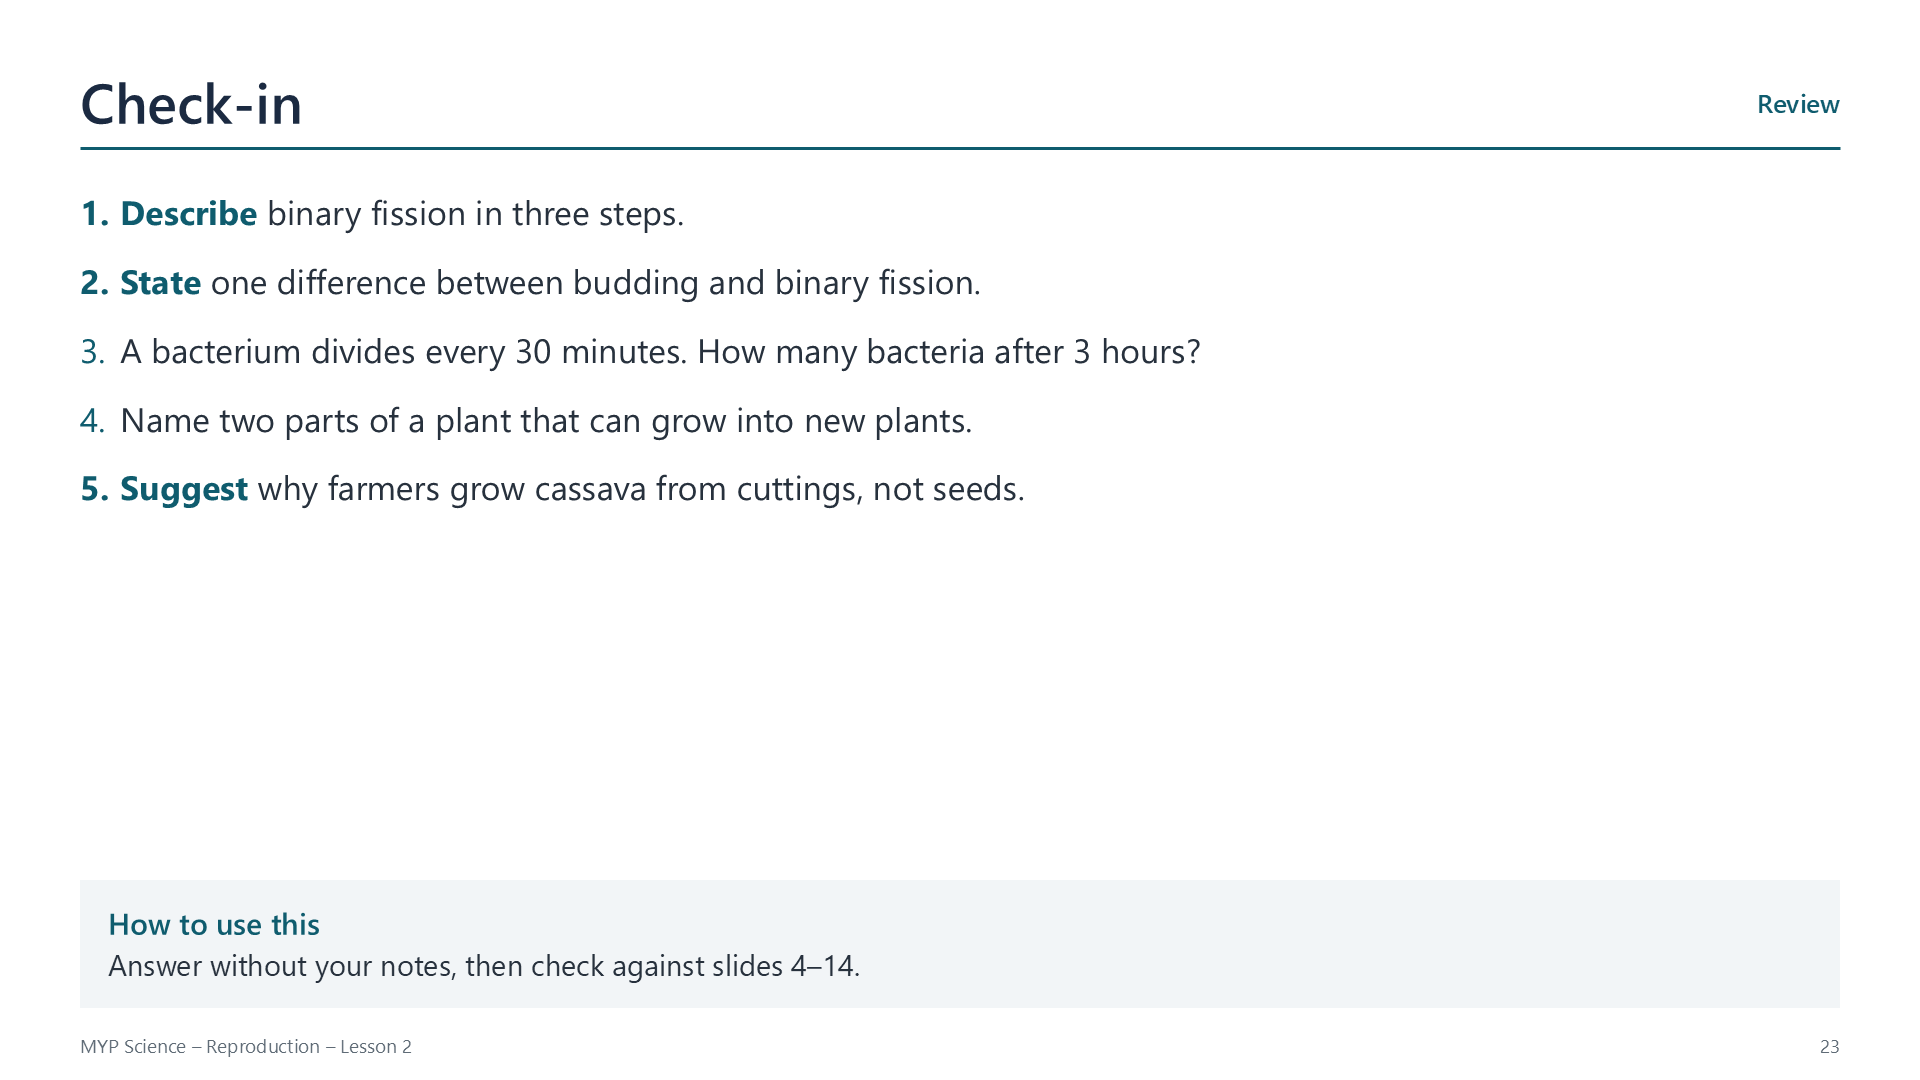 Check-in
Review
1. Describe binary fission in three steps.
2. State one difference between budding and binary fission.
3. A bacterium divides every 30 minutes. How many bacteria after 3 hours?
4. Name two parts of a plant that can grow into new plants.
5. Suggest why farmers grow cassava from cuttings, not seeds.
How to use this
Answer without your notes, then check against slides 4–14.
MYP Science – Reproduction – Lesson 2
23